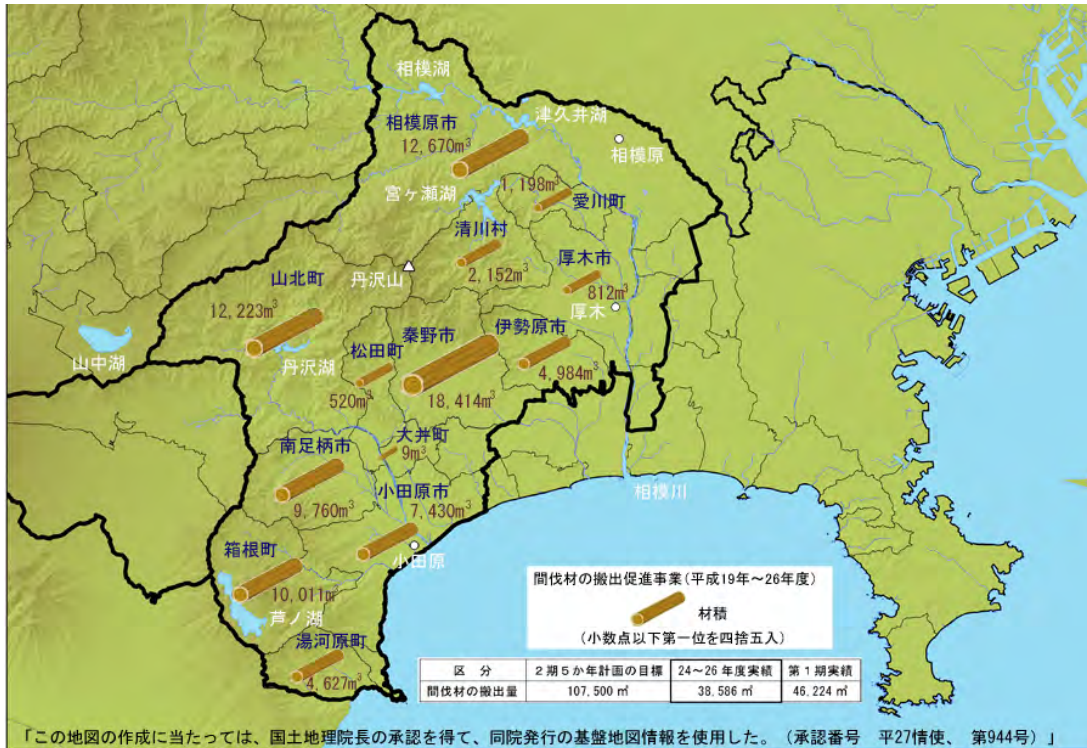 相模湖
津久井湖
相模原市
12,670m³
相模原
1,198m³
宮ヶ瀬湖
愛川町
清川村
2,152m³
厚木市
812m³
厚木
丹沢山
山北町
12,223m³
山中湖
丹沢湖
秦野市
伊勢原市
松田町
4,984m³
520m³
18,414m³
大井町
9m³
南足柄市
小田原市
9,760m³
7,430m³
相模川
小田原
箱根町
10,011m³
芦ノ湖
湯河原町
4,627m³
間伐材の搬出促進事業(平成19年～26年度)
材積
(小数点以下第一位を四捨五入)
区 分 2期5か年計画の目標 24～26年度実績 第1期実績
間伐材の搬出量 107,500 ㎥ 38,586 ㎥ 46,224 ㎥
「この地図の作成に当たっては、国土地理院長の承認を得て、同院発行の基盤地図情報を使用した。(承認番号 平27情使、 第944号)」